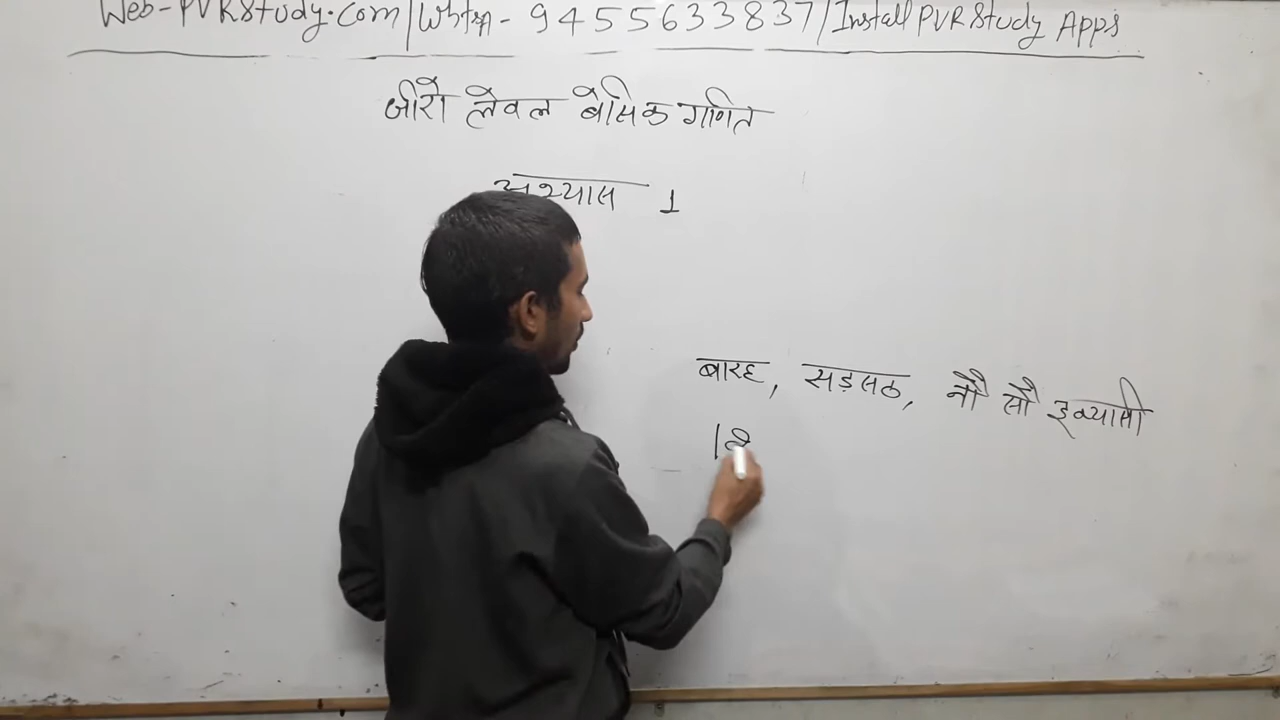 Web-PVRStudy.Com/Whtsp-9455633837/Install PVR Study Apps
जीरो लेवल बेसिक गणित
अभ्यास 1
बारह, सड़सठ, नौ सौ इक्यासी
12